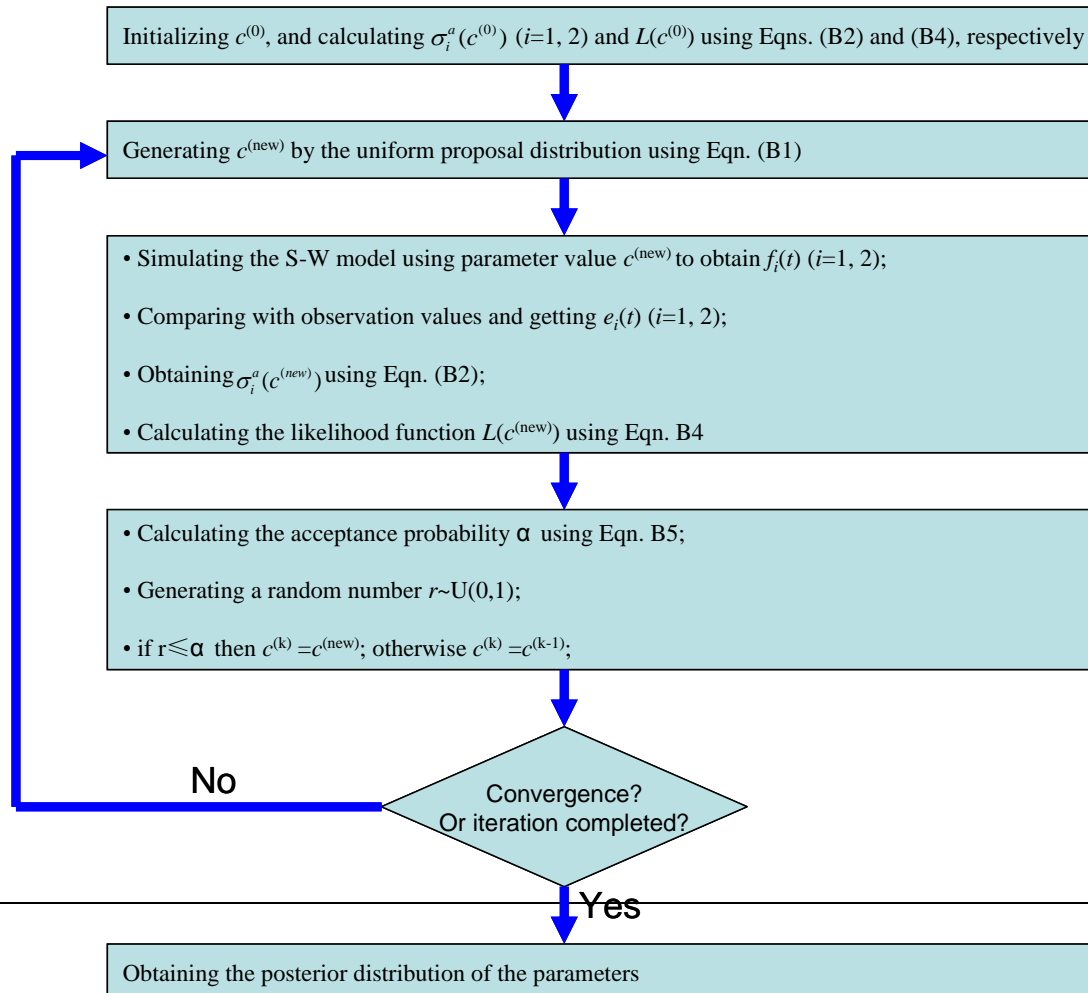 Initializing c^(0), and calculating σ_i^a(c^(0)) (i=1, 2) and L(c^(0)) using Eqns. (B2) and (B4), respectively
Generating c^(new) by the uniform proposal distribution using Eqn. (B1)
• Simulating the S-W model using parameter value c^(new) to obtain f_i(t) (i=1, 2);
• Comparing with observation values and getting e_i(t) (i=1, 2);
• Obtaining σ_i^a(c^(new)) using Eqn. (B2);
• Calculating the likelihood function L(c^(new)) using Eqn. B4
• Calculating the acceptance probability α using Eqn. B5;
• Generating a random number r~U(0,1);
• if r≤α then c^(k) =c^(new); otherwise c^(k) =c^(k-1);
No
Convergence?
Or iteration completed?
Yes
Obtaining the posterior distribution of the parameters